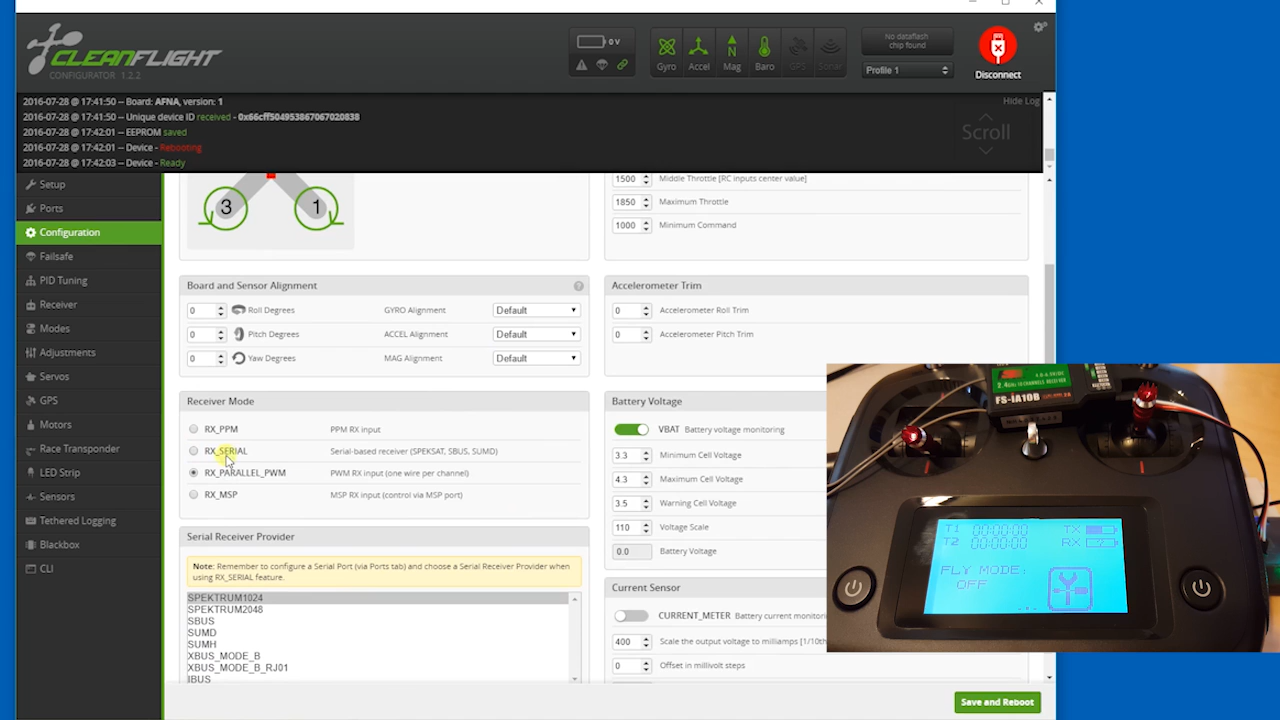 CLEANFLIGHT
CONFIGURATOR 1.2.2
0 V
Gyro
Accel
Mag
Baro
GPS
Sonar
No dataflash
chip found
Profile 1
Disconnect
2016-07-28 @ 17:41:50 -- Board: AFNA, version: 1
2016-07-28 @ 17:41:50 -- Unique device ID received - 0x66cff504953867067020838
2016-07-28 @ 17:42:01 -- EEPROM saved
2016-07-28 @ 17:42:01 -- Device - Rebooting
2016-07-28 @ 17:42:03 -- Device - Ready
Hide Log
Scroll
Setup
Ports
Configuration
Failsafe
PID Tuning
Receiver
Modes
Adjustments
Servos
GPS
Motors
Race Transponder
LED Strip
Sensors
Tethered Logging
Blackbox
CLI
3
1
1500 Middle Throttle [RC inputs center value]
1850 Maximum Throttle
1000 Minimum Command
Board and Sensor Alignment
0 Roll Degrees GYRO Alignment Default
0 Pitch Degrees ACCEL Alignment Default
0 Yaw Degrees MAG Alignment Default
Accelerometer Trim
0 Accelerometer Roll Trim
0 Accelerometer Pitch Trim
Receiver Mode
RX_PPM PPM RX input
RX_SERIAL Serial-based receiver (SPEKSAT, SBUS, SUMD)
RX_PARALLEL_PWM PWM RX input (one wire per channel)
RX_MSP MSP RX input (control via MSP port)
Battery Voltage
VBAT Battery voltage monitoring
3.3 Minimum Cell Voltage
4.3 Maximum Cell Voltage
3.5 Warning Cell Voltage
110 Voltage Scale
0.0 Battery Voltage
Serial Receiver Provider
Note: Remember to configure a Serial Port (via Ports tab) and choose a Serial Receiver Provider when
using RX_SERIAL feature.
SPEKTRUM1024
SPEKTRUM2048
SBUS
SUMD
SUMH
XBUS_MODE_B
XBUS_MODE_B_RJ01
IBUS
Current Sensor
CURRENT_METER Battery current monitori
400 Scale the output voltage to milliamps [1/10th
0 Offset in millivolt steps
Save and Reboot
4.0-6.5V/DC
2.4GHz 10 CHANNELS RECEIVER
FS-iA10B
T1 00:00:00 TX
T2 00:00:00 RX ?
FLY MODE:
OFF